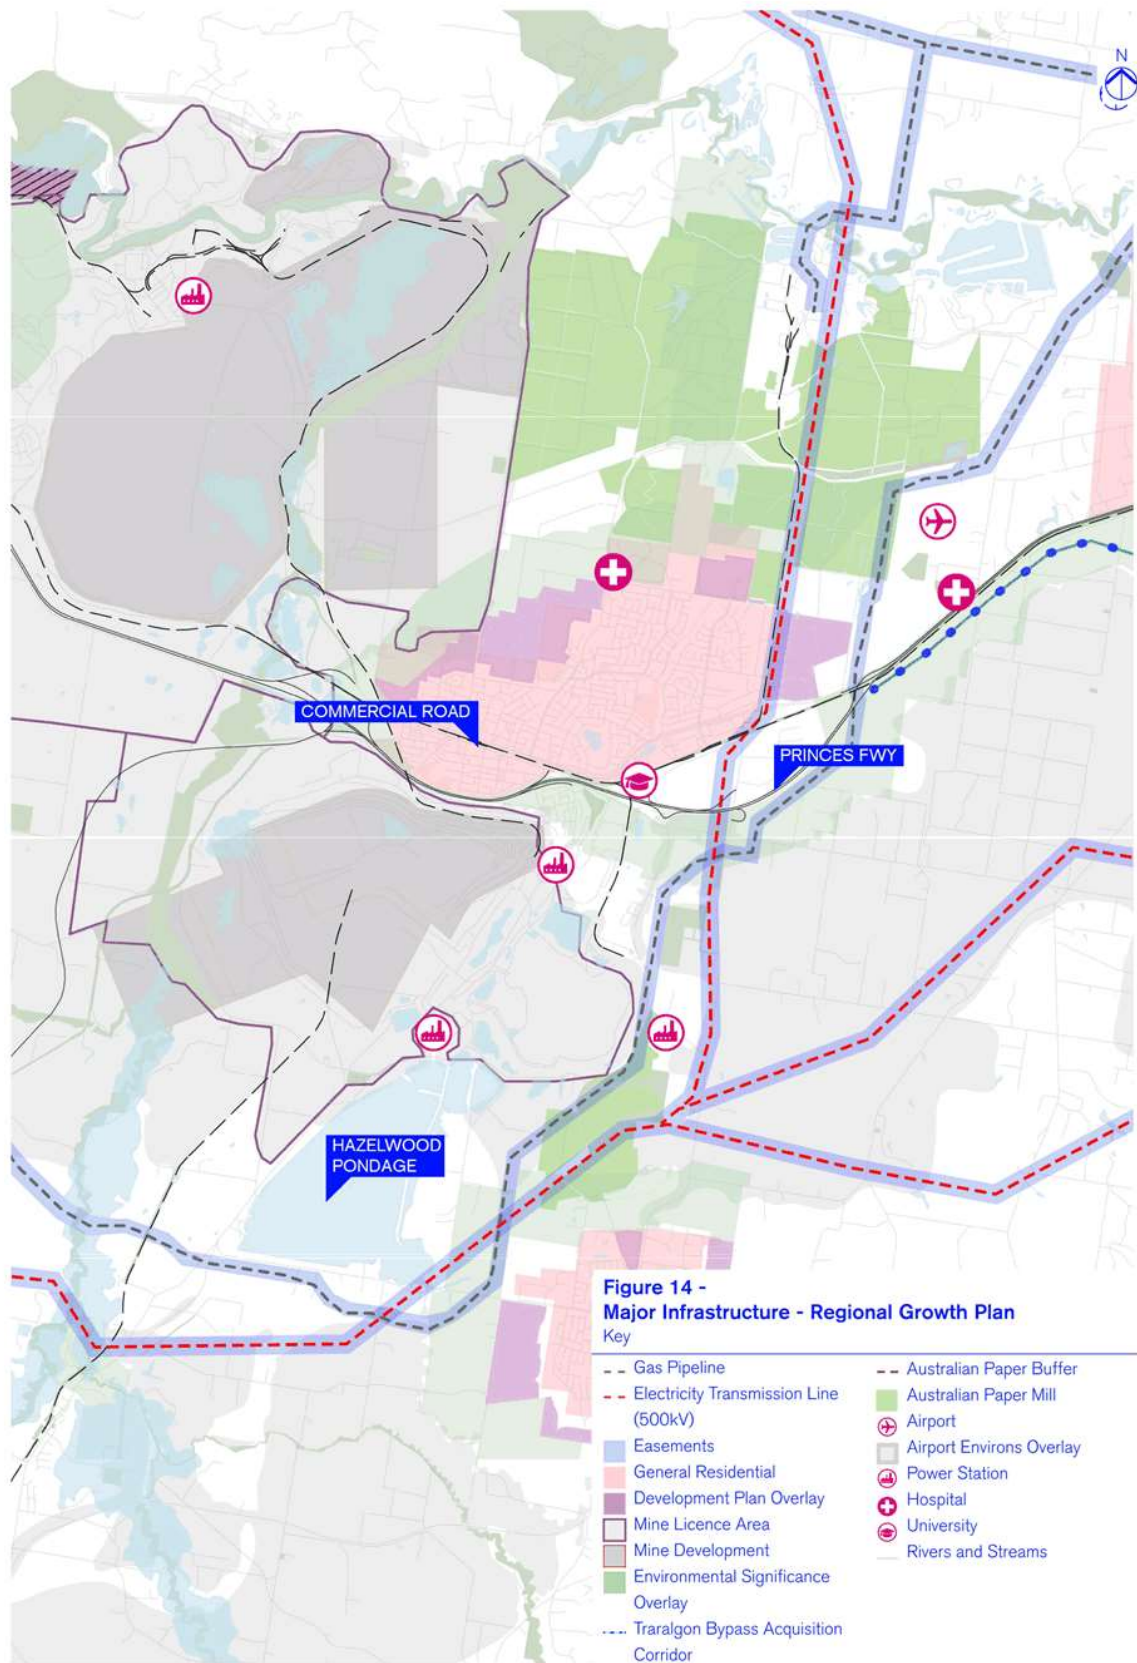 N
COMMERCIAL ROAD
PRINCES FWY
HAZELWOOD
PONDAGE
Figure 14 -
Major Infrastructure - Regional Growth Plan
Key
Gas Pipeline
Electricity Transmission Line
(500kV)
Easements
General Residential
Development Plan Overlay
Mine Licence Area
Mine Development
Environmental Significance
Overlay
Traralgon Bypass Acquisition
Corridor
Australian Paper Buffer
Australian Paper Mill
Airport
Airport Environs Overlay
Power Station
Hospital
University
Rivers and Streams